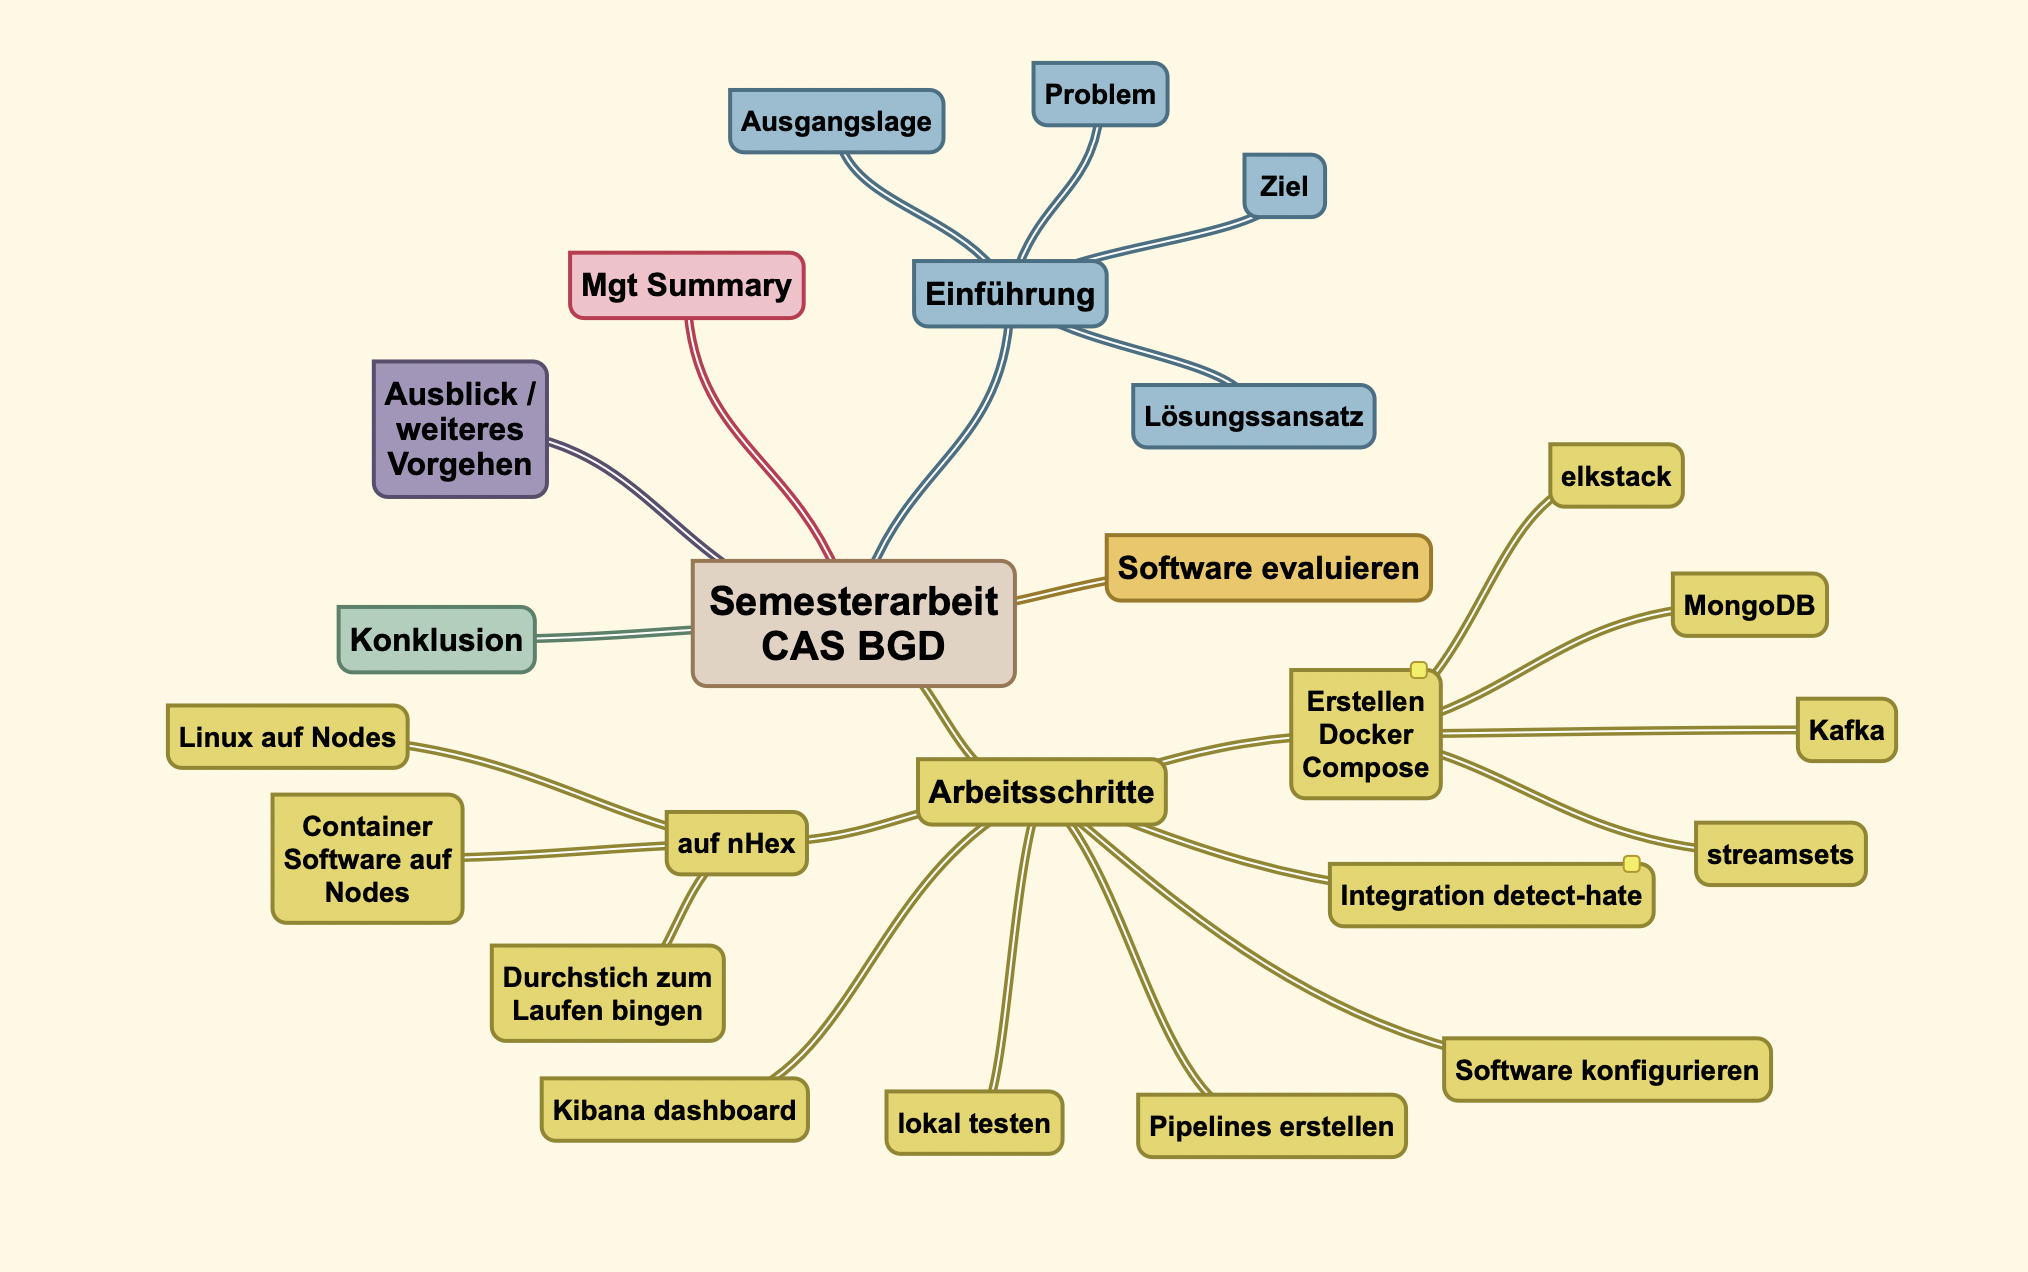 Problem
Ausgangslage
Ziel
Mgt Summary
Einführung
Ausblick /
weiteres
Vorgehen
Lösungssansatz
elkstack
Software evaluieren
Semesterarbeit
CAS BGD
MongoDB
Konklusion
Erstellen
Docker
Compose
Kafka
Linux auf Nodes
Arbeitsschritte
Container
Software auf
Nodes
auf nHex
streamsets
Integration detect-hate
Durchstich zum
Laufen bingen
Software konfigurieren
Kibana dashboard
lokal testen
Pipelines erstellen